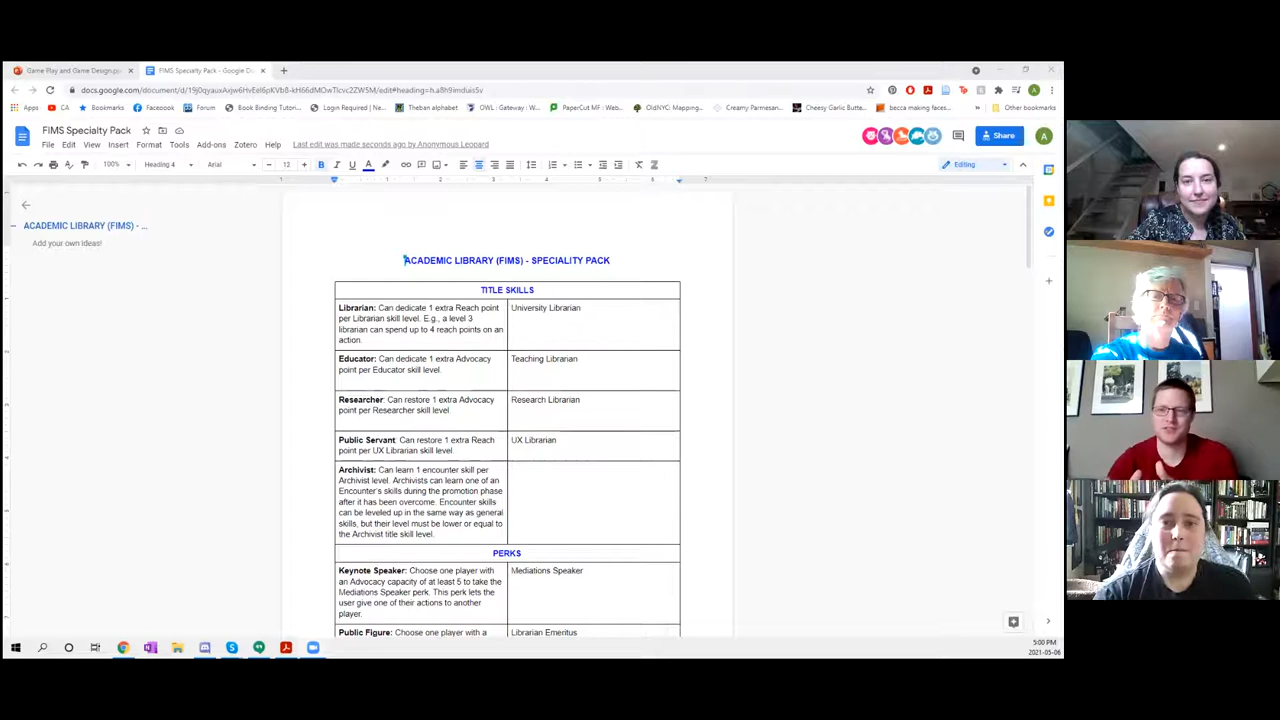 Game Play and Game Design.pp
FIMS Specialty Pack - Google D
docs.google.com/document/d/19j0qyauxAxjw6HvEeI6pKVb8-kH66dMOwTlcvc2ZW5M/edit#heading=h.a8h9imduis5v
Apps
CA
Bookmarks
Facebook
Forum
Book Binding Tutori...
Login Required | Ne...
Theban alphabet
OWL : Gateway : W...
PaperCut MF : Web...
OldNYC: Mapping...
Creamy Parmesan...
Cheesy Garlic Butte...
becca making faces...
Other bookmarks
FIMS Specialty Pack
Share
A
File Edit View Insert Format Tools Add-ons Zotero Help
Last edit was made seconds ago by Anonymous Leopard
100% Heading 4 Arial 12
Editing
ACADEMIC LIBRARY (FIMS) - ...
Add your own ideas!
ACADEMIC LIBRARY (FIMS) - SPECIALITY PACK
TITLE SKILLS
Librarian: Can dedicate 1 extra Reach point
per Librarian skill level. E.g., a level 3
librarian can spend up to 4 reach points on an
action.
University Librarian
Educator: Can dedicate 1 extra Advocacy
point per Educator skill level.
Teaching Librarian
Researcher: Can restore 1 extra Advocacy
point per Researcher skill level
Research Librarian
Public Servant: Can restore 1 extra Reach
point per UX Librarian skill level
UX Librarian
Archivist: Can learn 1 encounter skill per
Archivist level. Archivists can learn one of an
Encounter's skills during the promotion phase
after it has been overcome. Encounter skills
can be leveled up in the same way as general
skills, but their level must be lower or equal to
the Archivist title skill level.
PERKS
Keynote Speaker: Choose one player with
an Advocacy capacity of at least 5 to take the
Mediations Speaker perk. This perk lets the
user give one of their actions to another
player.
Mediations Speaker
Public Figure: Choose one player with a
Librarian Emeritus
5:00 PM
2021-05-06